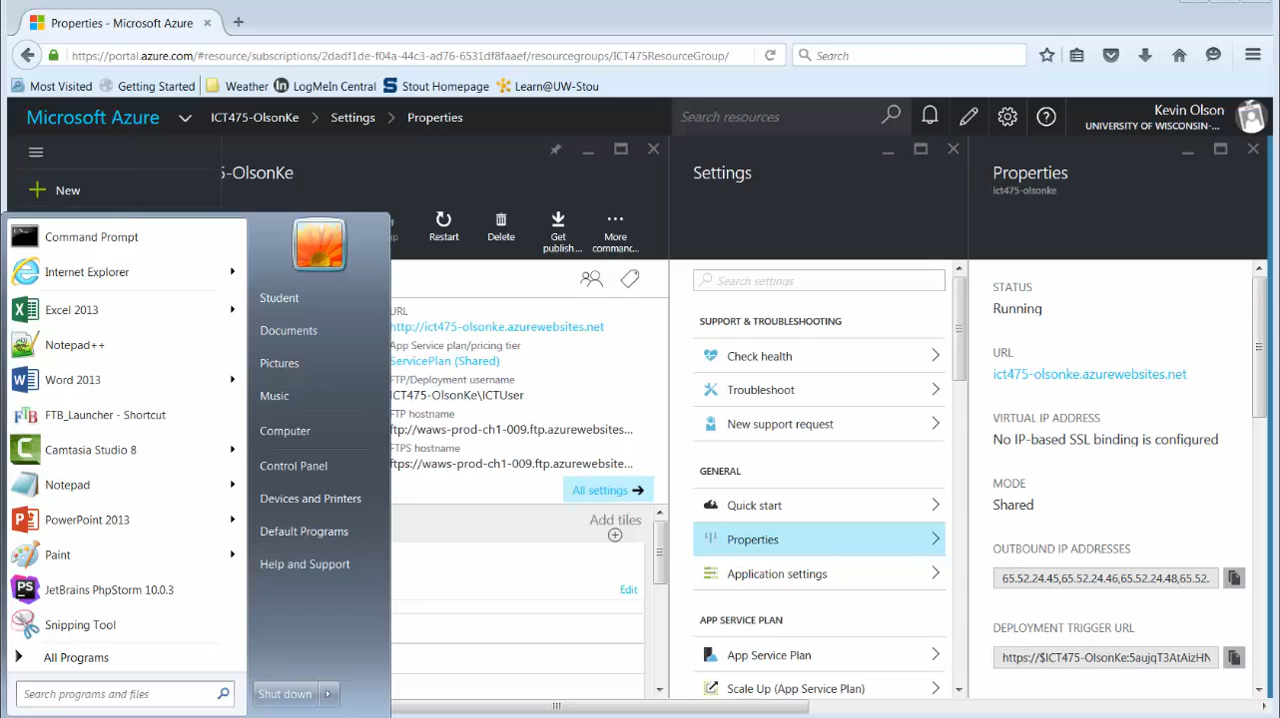 Properties - Microsoft Azure
https://portal.azure.com/#resource/subscriptions/2dadf1de-f04a-44c3-ad76-6531df8faaef/resourcegroups/ICT475ResourceGroup/
Search
Most Visited
Getting Started
Weather
LogMeIn Central
Stout Homepage
Learn@UW-Stou
Microsoft Azure
ICT475-OlsonKe
Settings
Properties
Search resources
Kevin Olson
UNIVERSITY OF WISCONSIN-...
New
5-OlsonKe
Restart
Delete
Get
publish...
More
commanc...
URL
http://ict475-olsonke.azurewebsites.net
App Service plan/pricing tier
ServicePlan (Shared)
FTP/Deployment username
ICT475-OlsonKe\ICTUser
FTP hostname
ftp://waws-prod-ch1-009.ftp.azurewebsites...
FTPS hostname
ftps://waws-prod-ch1-009.ftp.azurewebsite...
All settings
Add tiles
Edit
Settings
Search settings
SUPPORT & TROUBLESHOOTING
Check health
Troubleshoot
New support request
GENERAL
Quick start
Properties
Application settings
APP SERVICE PLAN
App Service Plan
Scale Up (App Service Plan)
Properties
ict475-olsonke
STATUS
Running
URL
ict475-olsonke.azurewebsites.net
VIRTUAL IP ADDRESS
No IP-based SSL binding is configured
MODE
Shared
OUTBOUND IP ADDRESSES
65.52.24.45,65.52.24.46,65.52.24.48,65.52.
DEPLOYMENT TRIGGER URL
https://$ICT475-OlsonKe:5aujqT3AtAizHN
Command Prompt
Internet Explorer
Excel 2013
Notepad++
Word 2013
FTB_Launcher - Shortcut
Camtasia Studio 8
Notepad
PowerPoint 2013
Paint
JetBrains PhpStorm 10.0.3
Snipping Tool
All Programs
Search programs and files
Student
Documents
Pictures
Music
Computer
Control Panel
Devices and Printers
Default Programs
Help and Support
Shut down